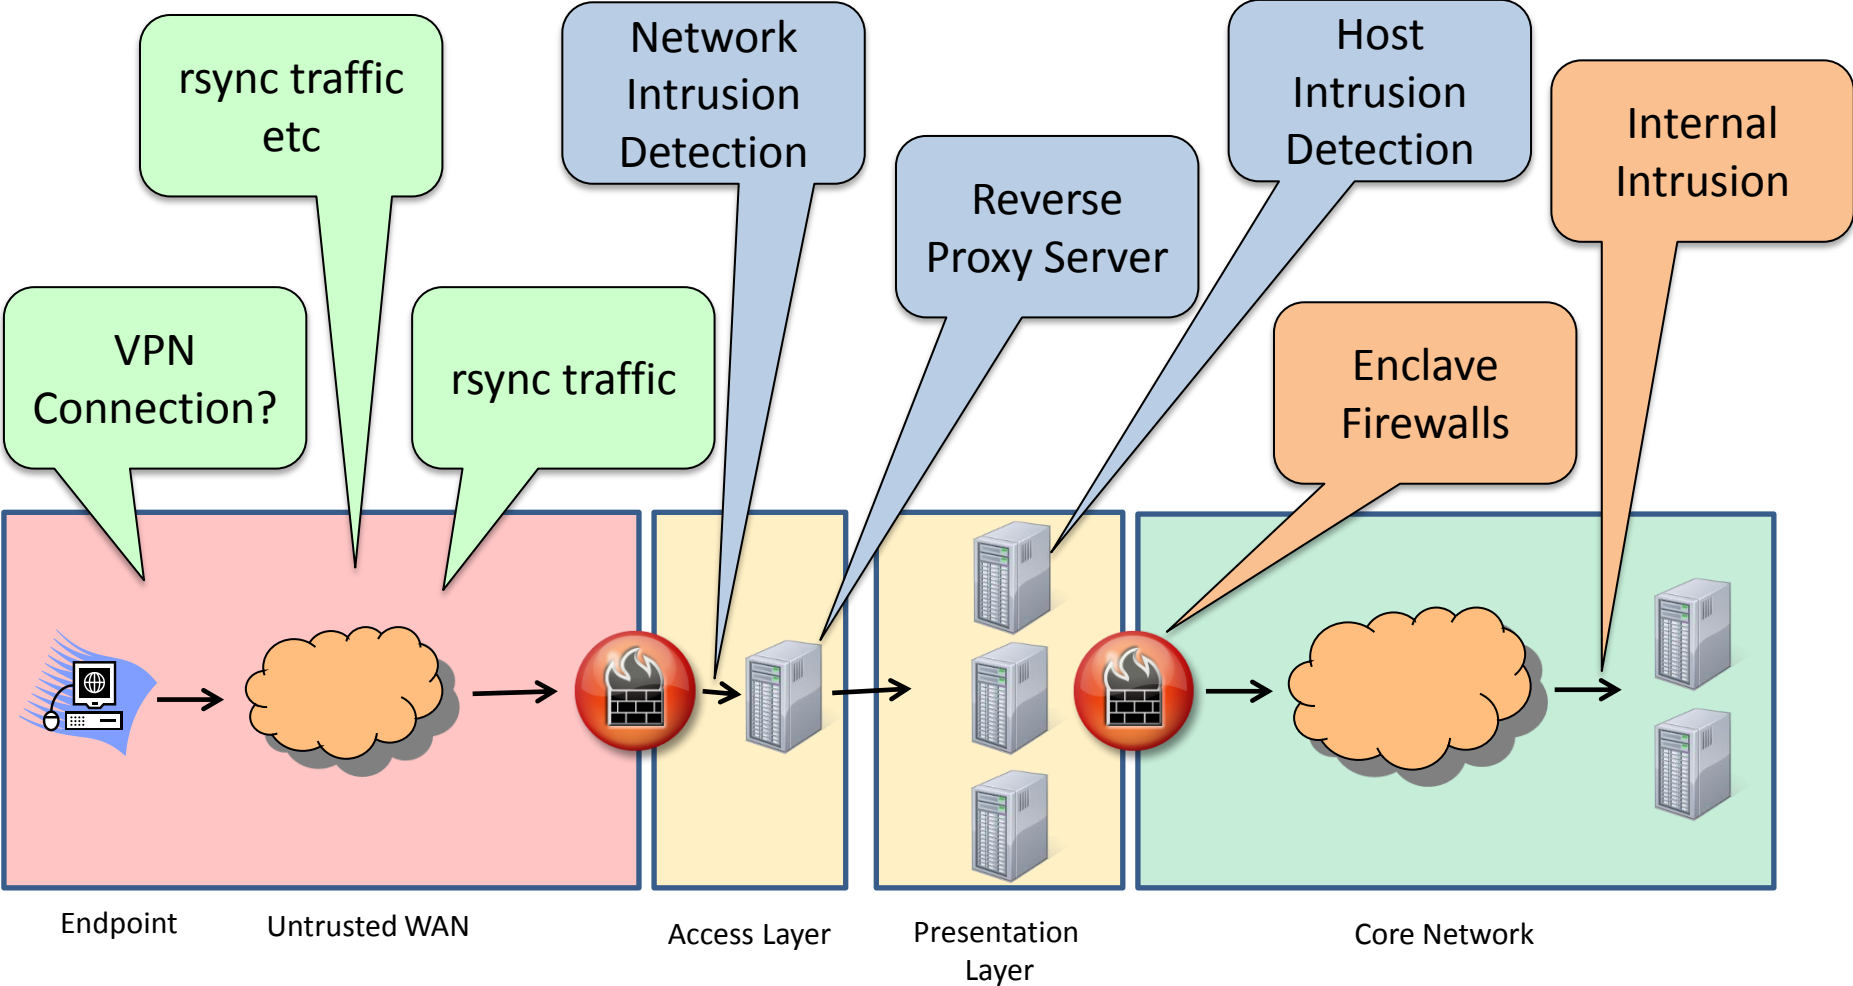 rsync traffic
etc
Network
Intrusion
Detection
Host
Intrusion
Detection
Internal
Intrusion
Reverse
Proxy Server
VPN
Connection?
rsync traffic
Enclave
Firewalls
Endpoint
Untrusted WAN
Access Layer
Presentation
Layer
Core Network